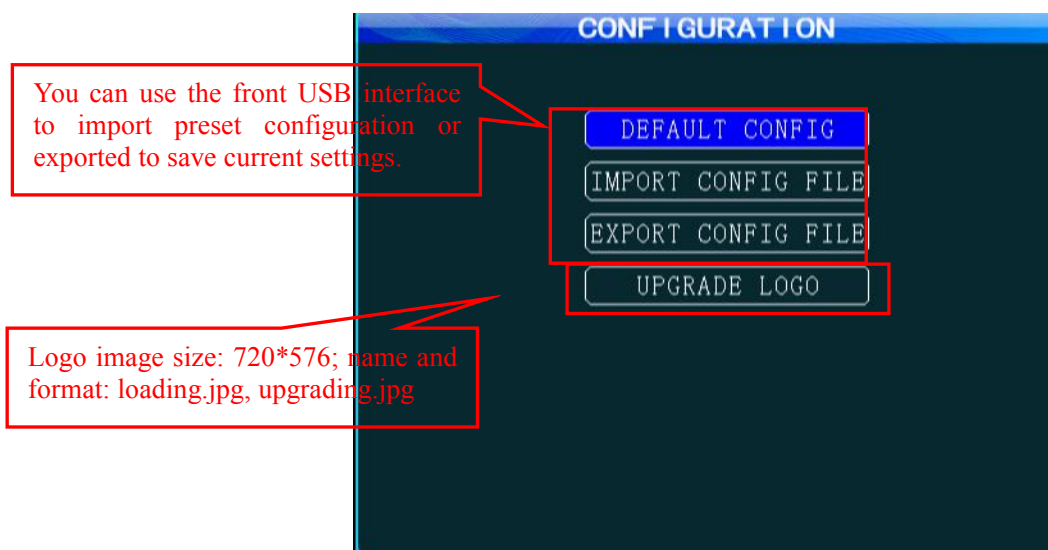 CONFIGURATION
You can use the front USB interface
to import preset configuration or
exported to save current settings.
DEFAULT CONFIG
IMPORT CONFIG FILE
EXPORT CONFIG FILE
UPGRADE LOGO
Logo image size: 720*576; name and
format: loading.jpg, upgrading.jpg